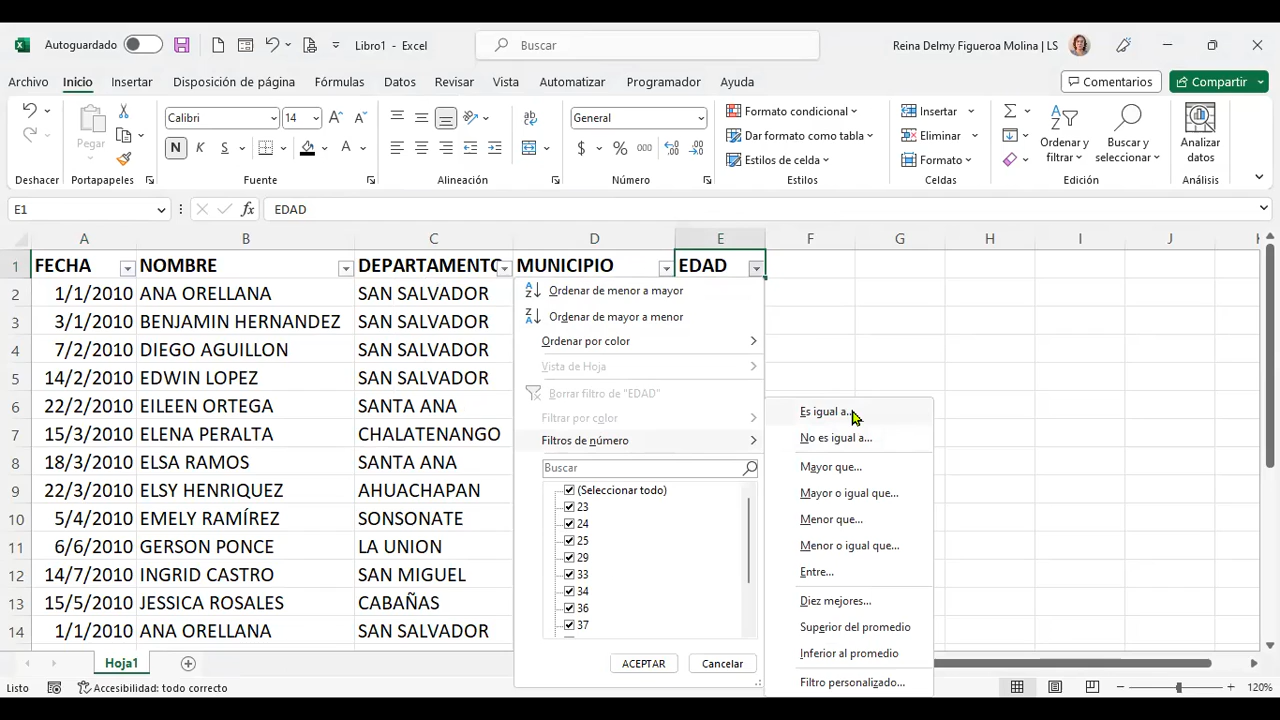 Autoguardado Libro1 - Excel Buscar Reina Delmy Figueroa Molina | LS
Archivo Inicio Insertar Disposición de página Fórmulas Datos Revisar Vista Automatizar Programador Ayuda Comentarios Compartir
Calibri 14 General Formato condicional Insertar
Pegar Dar formato como tabla Eliminar Ordenar y filtrar Buscar y seleccionar Analizar datos
N K S A $ % 000 Estilos de celda Formato
Deshacer Portapapeles Fuente Alineación Número Estilos Celdas Edición Análisis
E1 fx EDAD
A B C D E F G H I J K
1 FECHA NOMBRE DEPARTAMENTO MUNICIPIO EDAD
2 1/1/2010 ANA ORELLANA SAN SALVADOR
3 3/1/2010 BENJAMIN HERNANDEZ SAN SALVADOR
4 7/2/2010 DIEGO AGUILLON SAN SALVADOR
5 14/2/2010 EDWIN LOPEZ SAN SALVADOR
6 22/2/2010 EILEEN ORTEGA SANTA ANA
7 15/3/2010 ELENA PERALTA CHALATENANGO
8 18/3/2010 ELSA RAMOS SANTA ANA
9 22/3/2010 ELSY HENRIQUEZ AHUACHAPAN
10 5/4/2010 EMELY RAMÍREZ SONSONATE
11 6/6/2010 GERSON PONCE LA UNION
12 14/7/2010 INGRID CASTRO SAN MIGUEL
13 15/5/2010 JESSICA ROSALES CABAÑAS
14 1/1/2010 ANA ORELLANA SAN SALVADOR
Ordenar de menor a mayor
Ordenar de mayor a menor
Ordenar por color
Vista de Hoja
Borrar filtro de "EDAD"
Filtrar por color
Filtros de número
Buscar
(Seleccionar todo)
23
24
25
29
33
34
36
37
ACEPTAR Cancelar
Es igual a...
No es igual a...
Mayor que...
Mayor o igual que...
Menor que...
Menor o igual que...
Entre...
Diez mejores...
Superior del promedio
Inferior al promedio
Filtro personalizado...
Hoja1
Listo Accesibilidad: todo correcto 120%